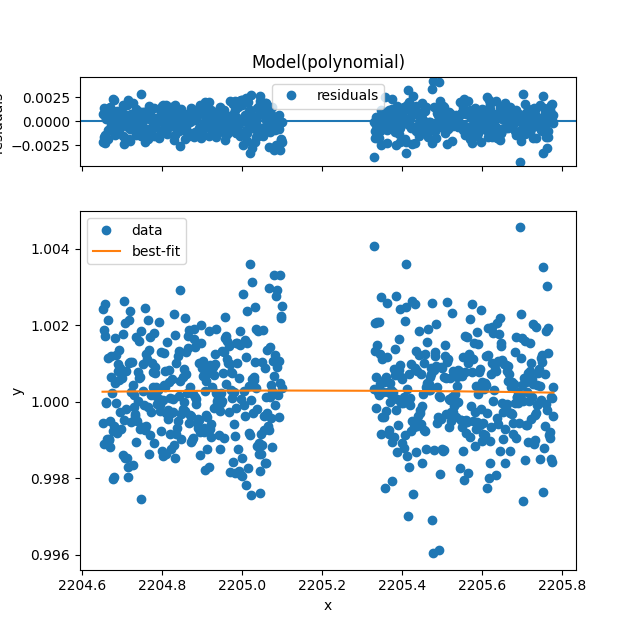 Model(polynomial)
residuals
0.0025
0.0000
−0.0025
residuals
data
best-fit
1.004
1.002
1.000
0.998
0.996
y
2204.6 2204.8 2205.0 2205.2 2205.4 2205.6 2205.8
x